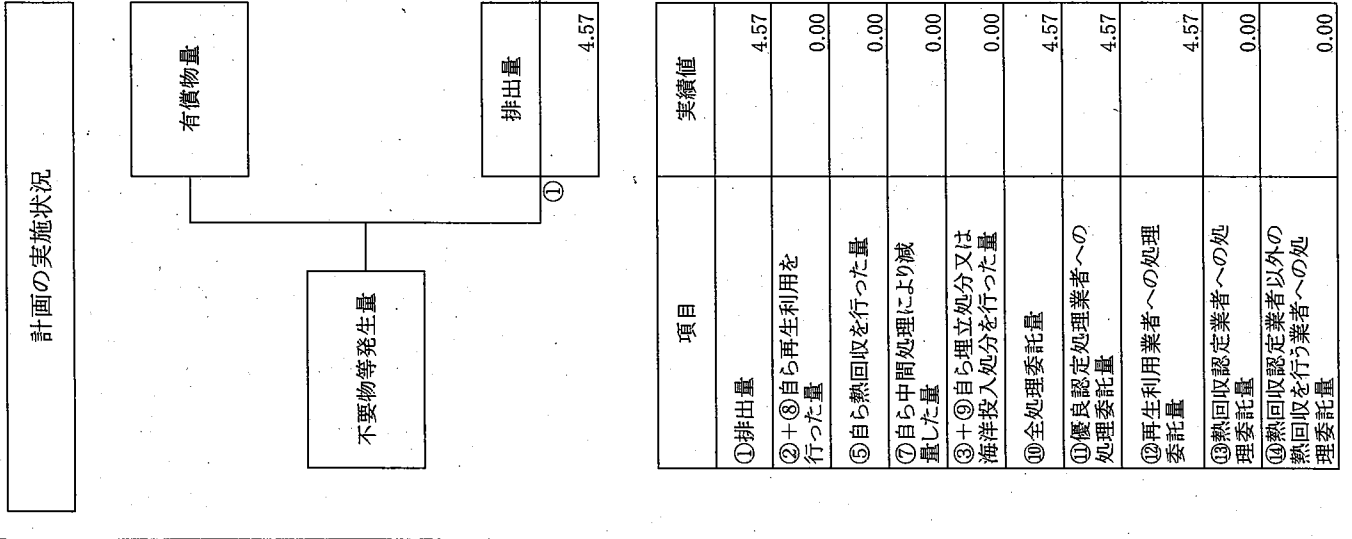 計画の実施状況
有償物量
不要物等発生量
排出量
①
4.57
項目
実績値
①排出量
4.57
②+⑧自ら再生利用を
行った量
0.00
⑤自ら熱回収を行った量
0.00
⑦自ら中間処理により減
量した量
0.00
③+⑨自ら埋立処分又は
海洋投入処分を行った量
0.00
⑩全処理委託量
4.57
⑪優良認定処理業者への
処理委託量
4.57
⑫再生利用業者への処理
委託量
4.57
⑬熱回収認定業者への処
理委託量
0.00
⑭熱回収認定業者以外の
熱回収を行う業者への処
理委託量
0.00